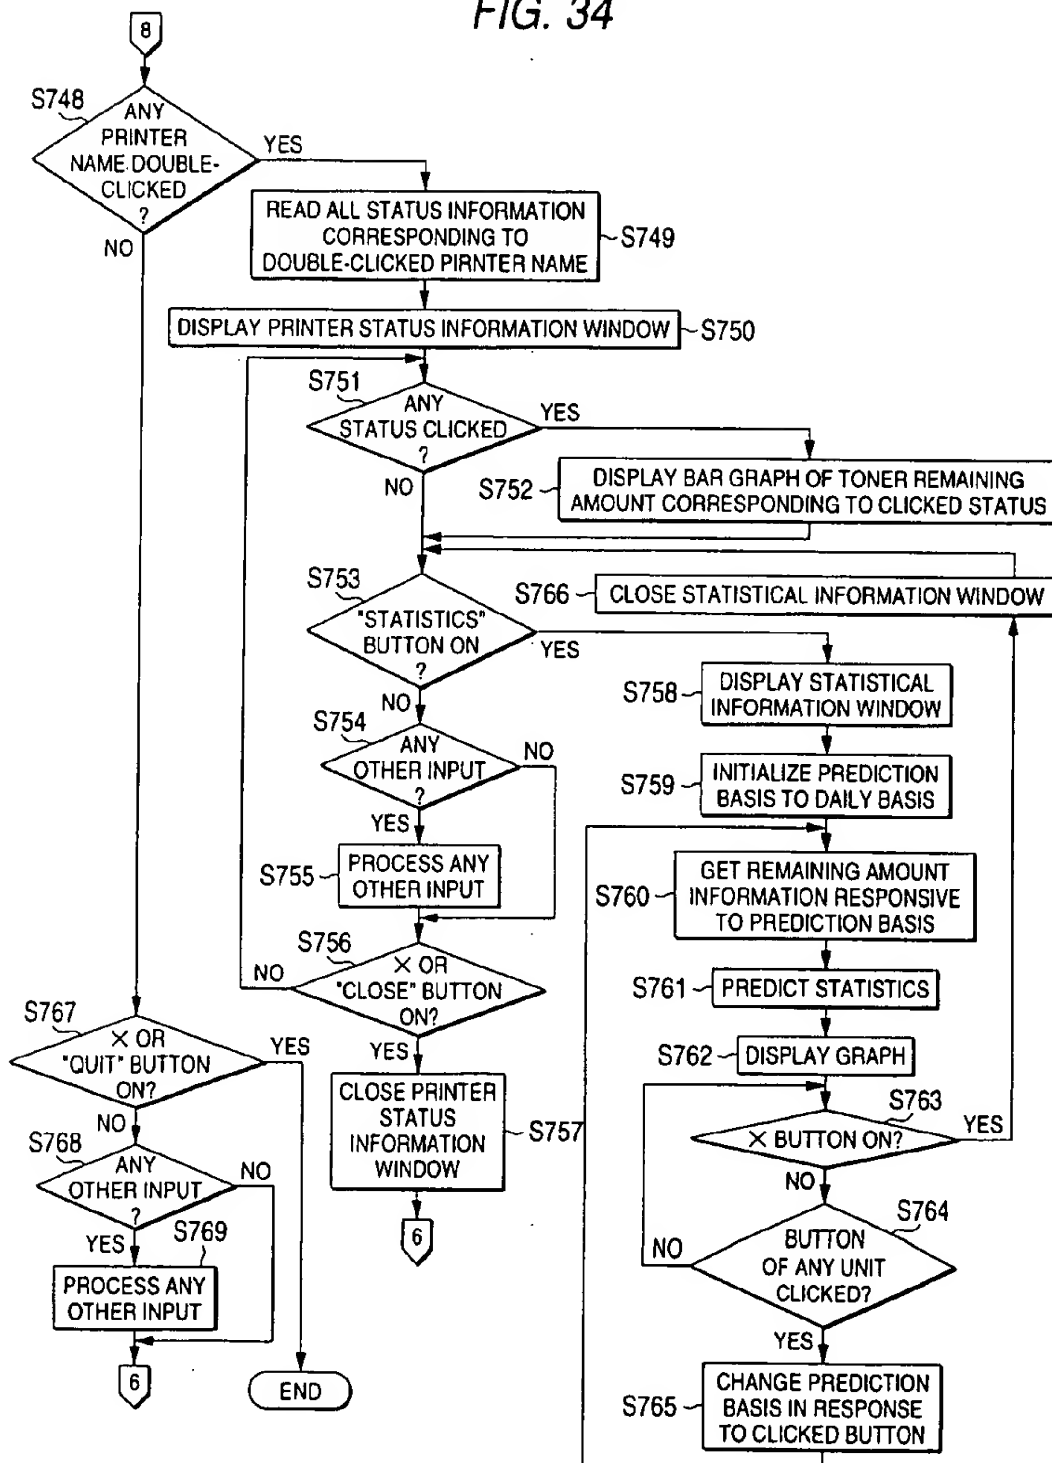 FIG. 34
8
S748
ANY
PRINTER
NAME DOUBLE-
CLICKED
?
YES
NO
READ ALL STATUS INFORMATION
CORRESPONDING TO
DOUBLE-CLICKED PIRNTER NAME
S749
DISPLAY PRINTER STATUS INFORMATION WINDOW
S750
S751
ANY
STATUS CLICKED
?
YES
NO
S752
DISPLAY BAR GRAPH OF TONER REMAINING
AMOUNT CORRESPONDING TO CLICKED STATUS
S753
"STATISTICS"
BUTTON ON
?
YES
NO
S766
CLOSE STATISTICAL INFORMATION WINDOW
S758
DISPLAY STATISTICAL
INFORMATION WINDOW
S754
ANY
OTHER INPUT
?
NO
YES
S759
INITIALIZE PREDICTION
BASIS TO DAILY BASIS
S755
PROCESS ANY
OTHER INPUT
S760
GET REMAINING AMOUNT
INFORMATION RESPONSIVE
TO PREDICTION BASIS
S756
× OR
"CLOSE" BUTTON
ON?
NO
YES
S761
PREDICT STATISTICS
S767
× OR
"QUIT" BUTTON
ON?
YES
NO
S762
DISPLAY GRAPH
CLOSE PRINTER
STATUS
INFORMATION
WINDOW
S757
S763
× BUTTON ON?
YES
NO
S768
ANY
OTHER INPUT
?
NO
YES
S769
PROCESS ANY
OTHER INPUT
6
6
END
S764
BUTTON
OF ANY UNIT
CLICKED?
NO
YES
S765
CHANGE PREDICTION
BASIS IN RESPONSE
TO CLICKED BUTTON